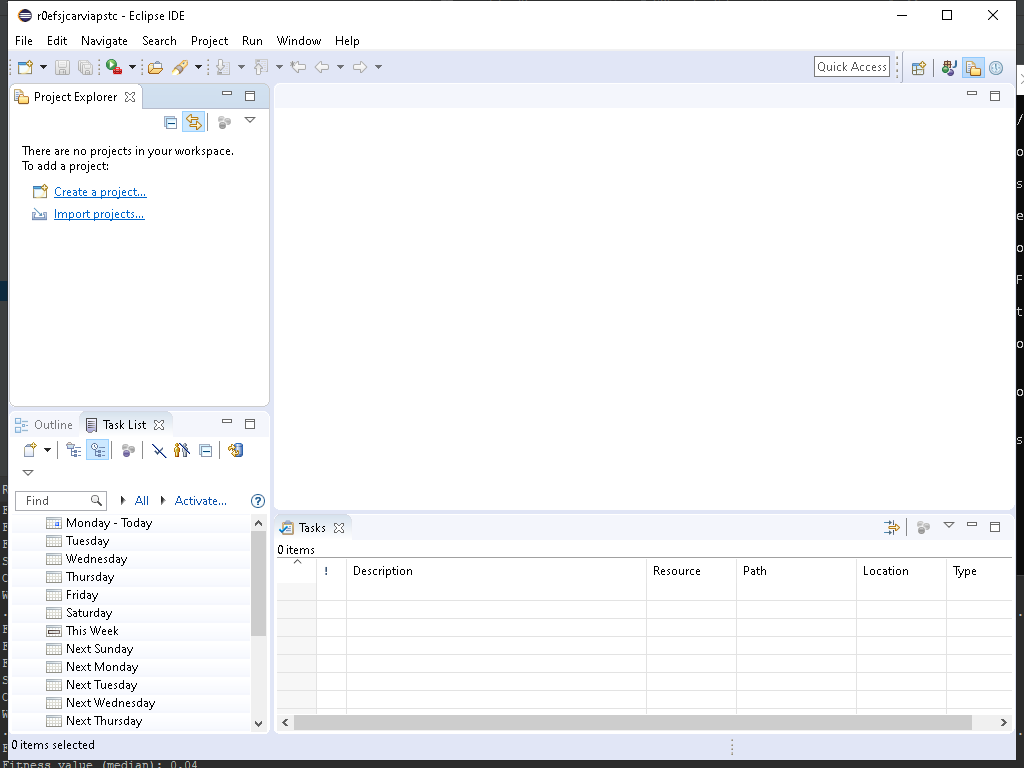 r0efsjcarviapstc - Eclipse IDE
File Edit Navigate Search Project Run Window Help
Quick Access
Project Explorer
There are no projects in your workspace.
To add a project:
Create a project...
Import projects...
Outline Task List
Find All Activate...
Monday - Today
Tuesday
Wednesday
Thursday
Friday
Saturday
This Week
Next Sunday
Next Monday
Next Tuesday
Next Wednesday
Next Thursday
Tasks
0 items
! Description Resource Path Location Type
0 items selected
Fitness value (median): 0.04